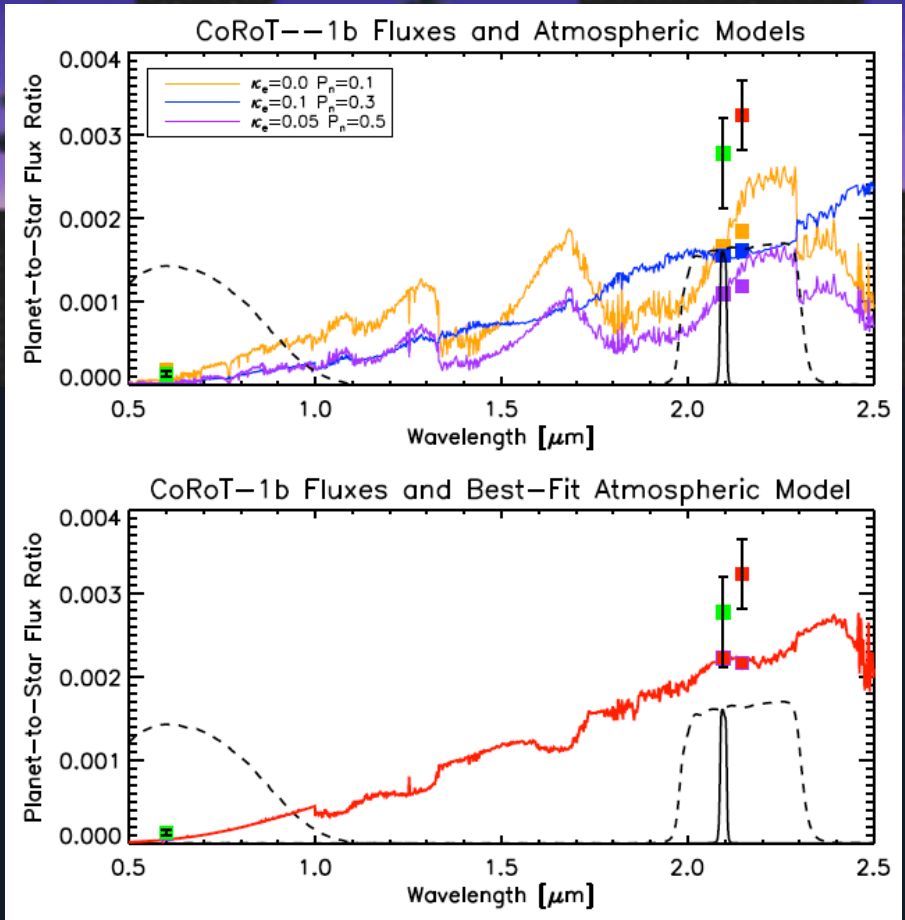 CoRoT--1b Fluxes and Atmospheric Models
Planet-to-Star Flux Ratio
0.004
0.003
0.002
0.001
0.000
κe=0.0 Pn=0.1
κe=0.1 Pn=0.3
κe=0.05 Pn=0.5
0.5 1.0 1.5 2.0 2.5
Wavelength [μm]
CoRoT-1b Fluxes and Best-Fit Atmospheric Model
Planet-to-Star Flux Ratio
0.004
0.003
0.002
0.001
0.000
0.5 1.0 1.5 2.0 2.5
Wavelength [μm]